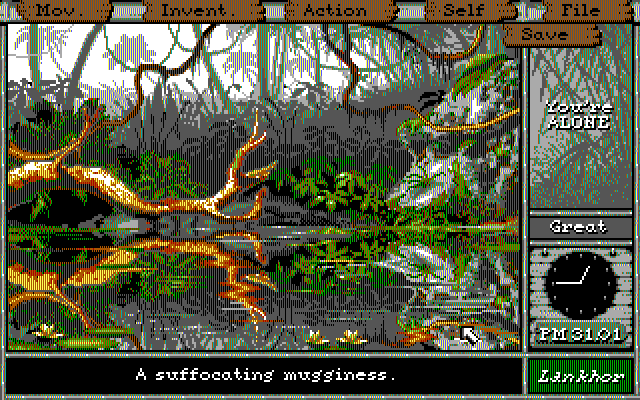 Mov. Invent. Action Self File
Save
You're
ALONE
Great
PM 31.01
A suffocating mugginess.
Lankhor